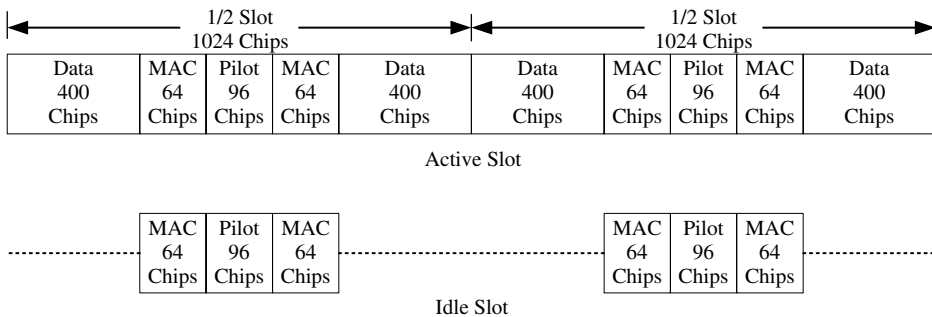 1/2 Slot
1024 Chips
1/2 Slot
1024 Chips
Data
400
Chips
MAC
64
Chips
Pilot
96
Chips
MAC
64
Chips
Data
400
Chips
Data
400
Chips
MAC
64
Chips
Pilot
96
Chips
MAC
64
Chips
Data
400
Chips
Active Slot
MAC
64
Chips
Pilot
96
Chips
MAC
64
Chips
MAC
64
Chips
Pilot
96
Chips
MAC
64
Chips
Idle Slot